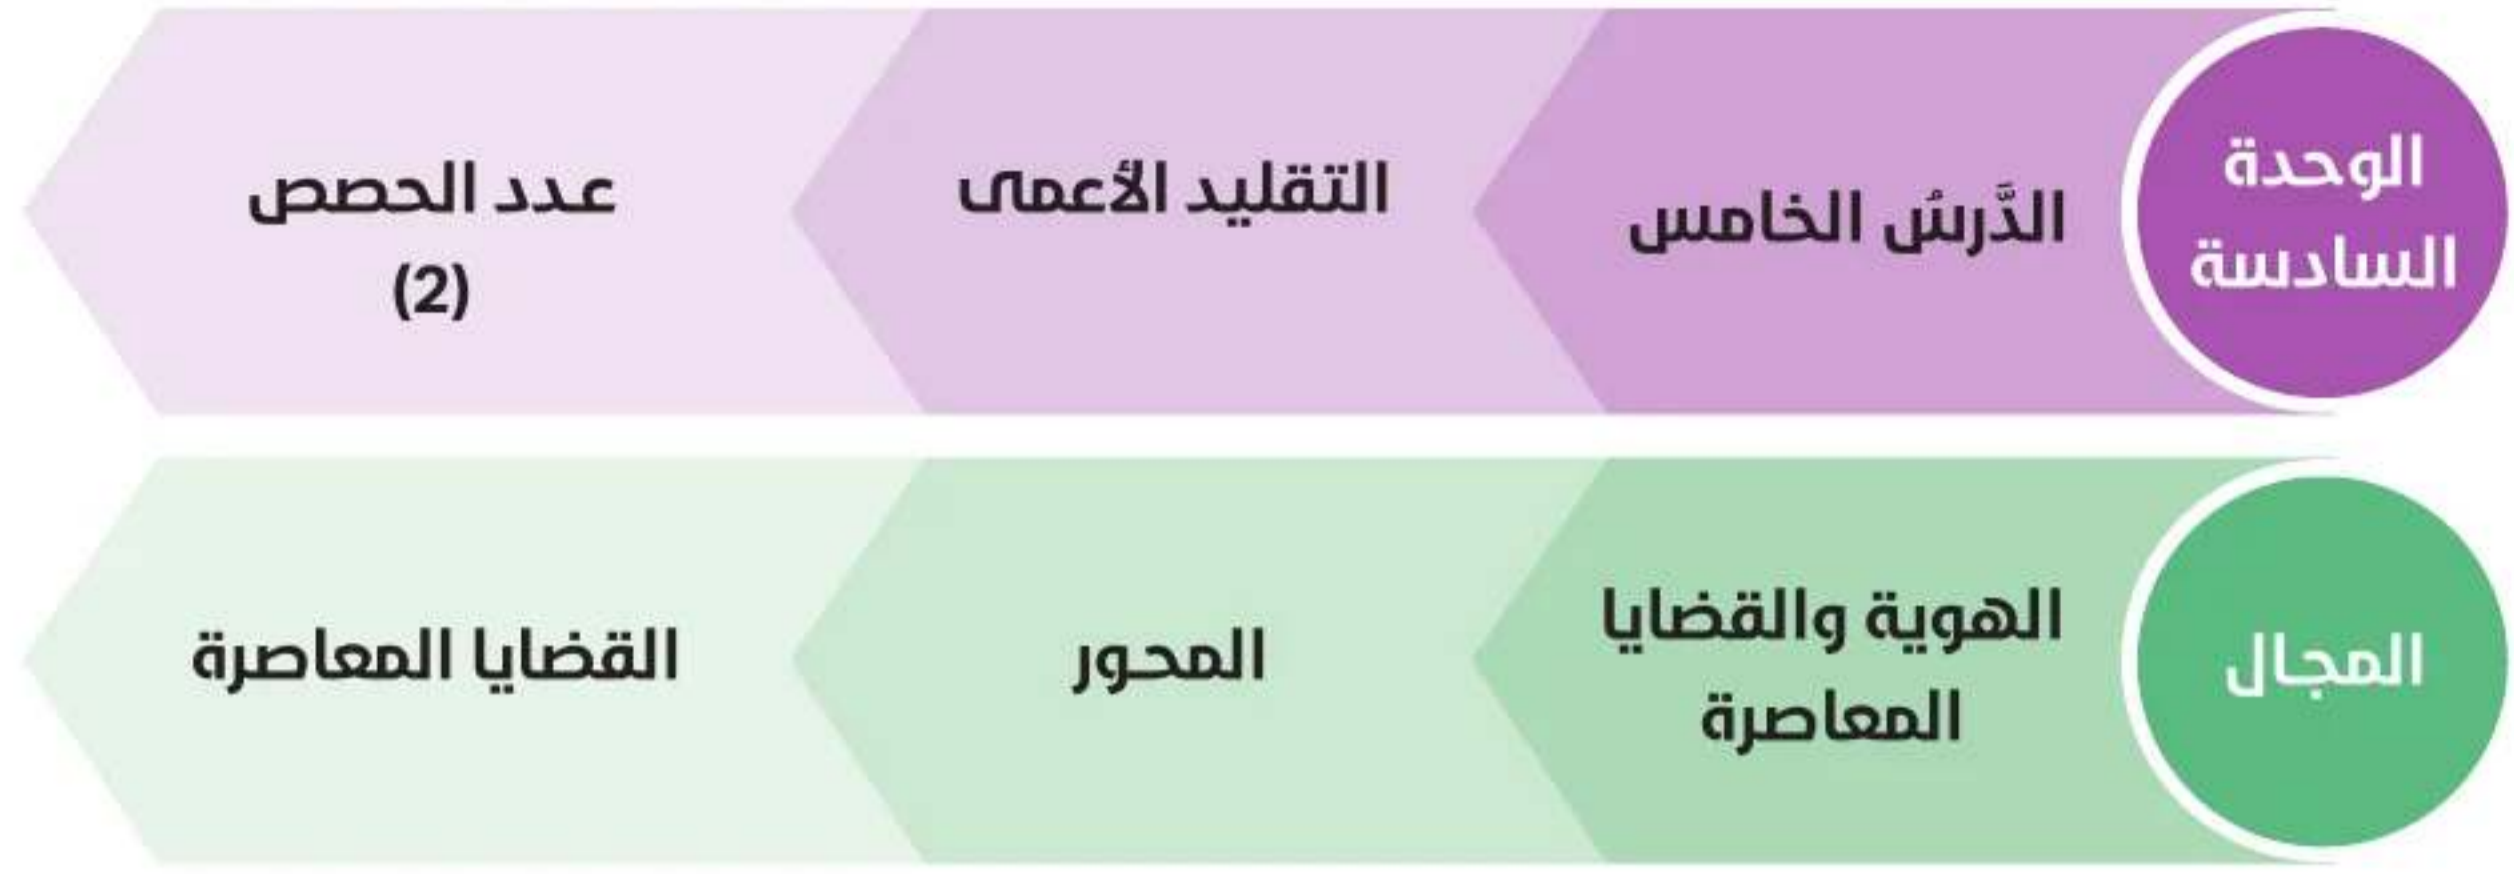 الوحدة
السادسة
الدَّرسُ الخامس
التقليد الأعمى
عدد الحصص
(2)
المجال
الهوية والقضايا
المعاصرة
المحور
القضايا المعاصرة